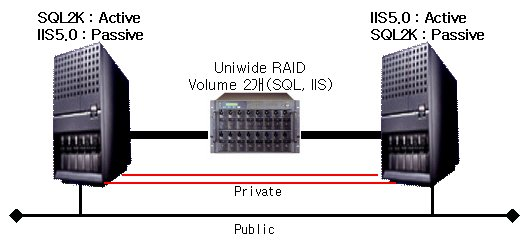 SQL2K : Active
IIS5,0 : Passive
IIS5,0 : Active
SQL2K : Passive
Uniwide RAID
Volume 2개(SQL, IIS)
Private
Public